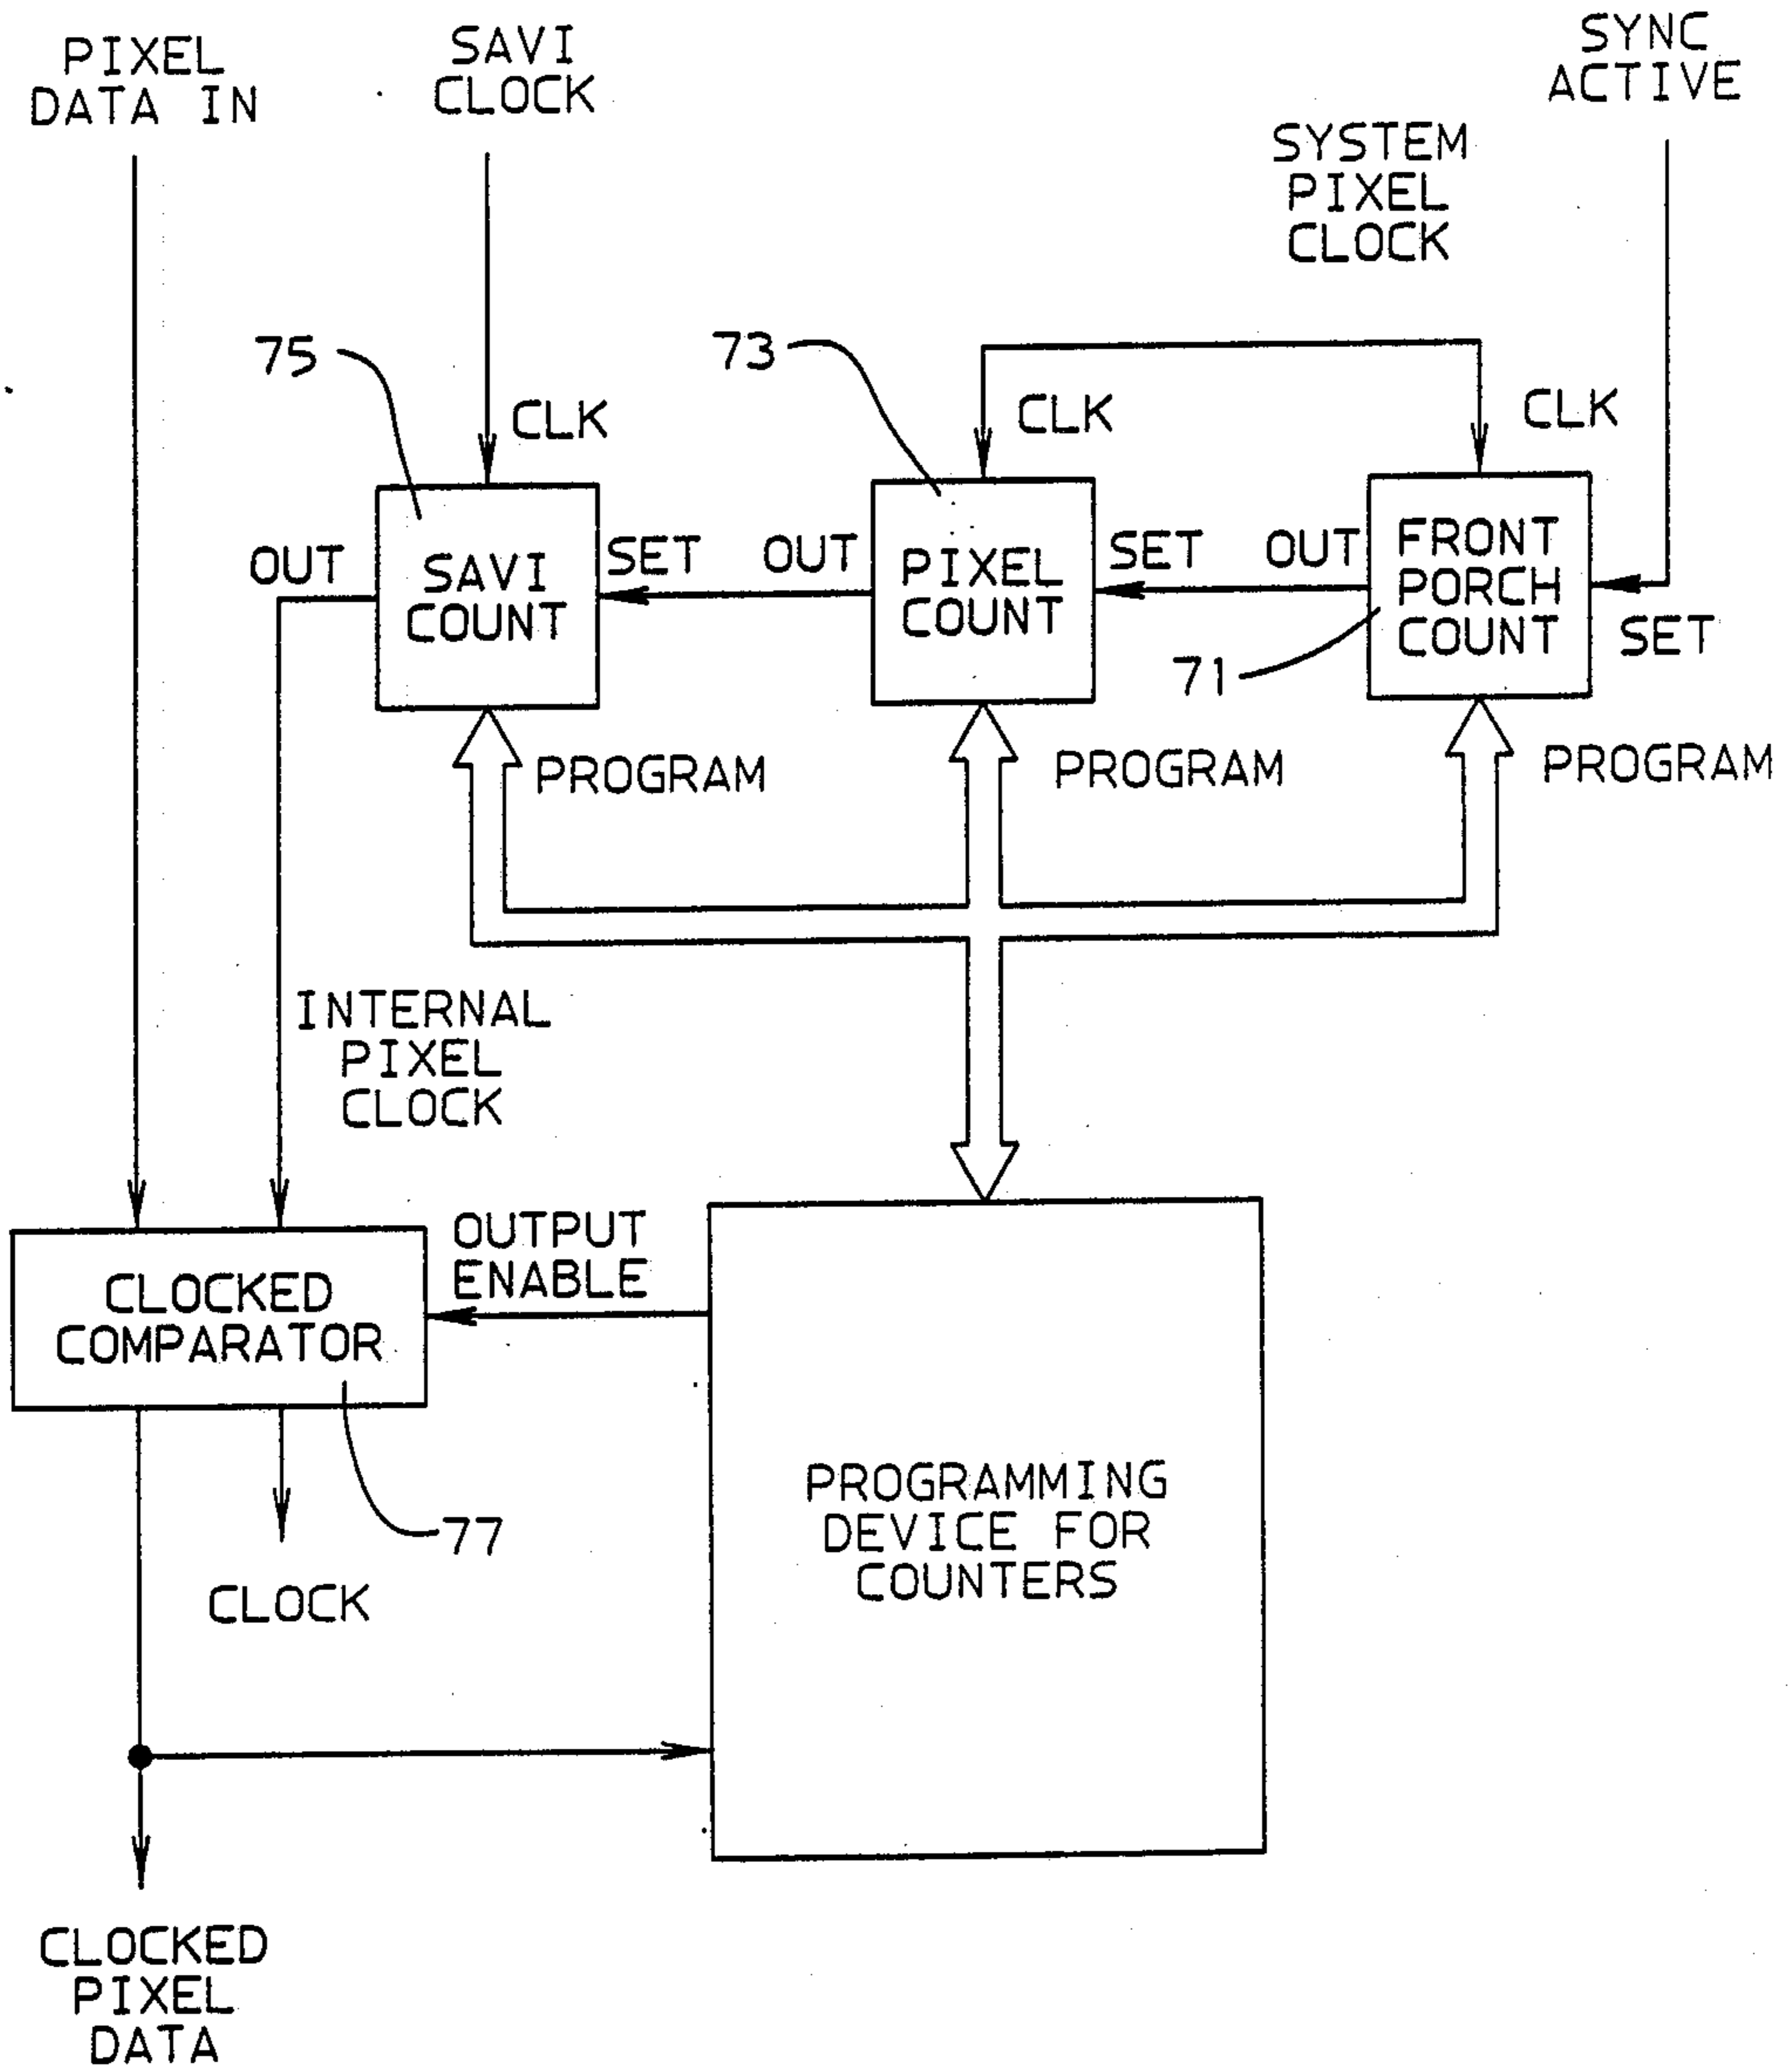 PIXEL
DATA IN
SAVI
CLOCK
SYNC
ACTIVE
SYSTEM
PIXEL
CLOCK
75
73
CLK
CLK
CLK
OUT
SAVI
COUNT
SET
OUT
PIXEL
COUNT
SET
OUT
FRONT
PORCH
COUNT
SET
71
PROGRAM
PROGRAM
PROGRAM
INTERNAL
PIXEL
CLOCK
OUTPUT
ENABLE
CLOCKED
COMPARATOR
77
CLOCK
PROGRAMMING
DEVICE FOR
COUNTERS
CLOCKED
PIXEL
DATA